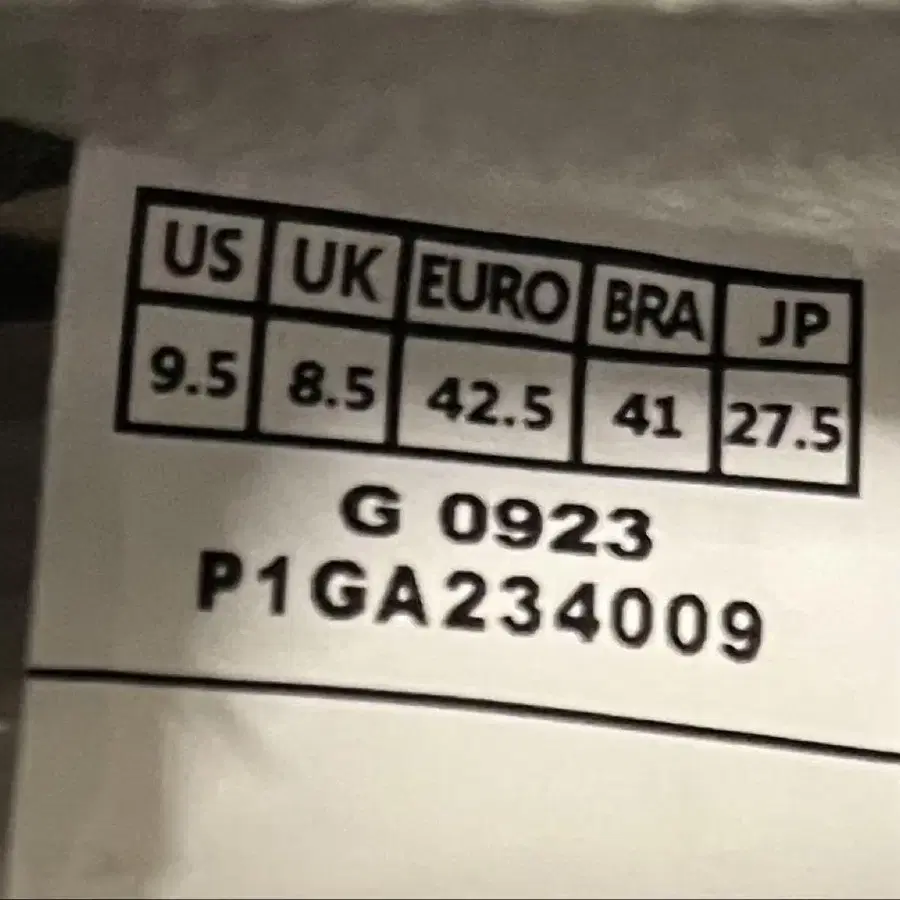 US UK EURO BRA JP
9.5 8.5 42.5 41 27.5
G 0923
P1GA234009